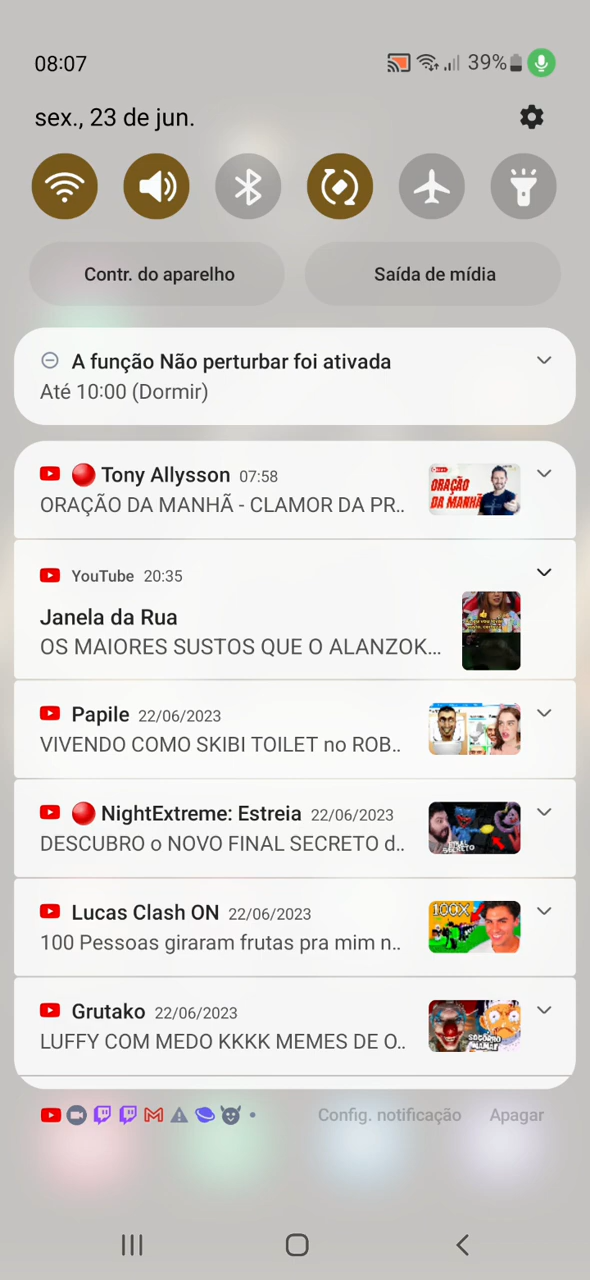 08:07
39%
sex., 23 de jun.
Contr. do aparelho
Saída de mídia
A função Não perturbar foi ativada
Até 10:00 (Dormir)
Tony Allysson 07:58
ORAÇÃO DA MANHÃ - CLAMOR DA PR..
ORAÇÃO
DA MANHÃ
YouTube 20:35
Janela da Rua
OS MAIORES SUSTOS QUE O ALANZOK...
Papile 22/06/2023
VIVENDO COMO SKIBI TOILET no ROB..
NightExtreme: Estreia 22/06/2023
DESCUBRO o NOVO FINAL SECRETO d..
FINAL
SECRETO
Lucas Clash ON 22/06/2023
100 Pessoas giraram frutas pra mim n..
100X
Grutako 22/06/2023
LUFFY COM MEDO KKKK MEMES DE O..
SOCORRO
MAMÃE
Config. notificação
Apagar